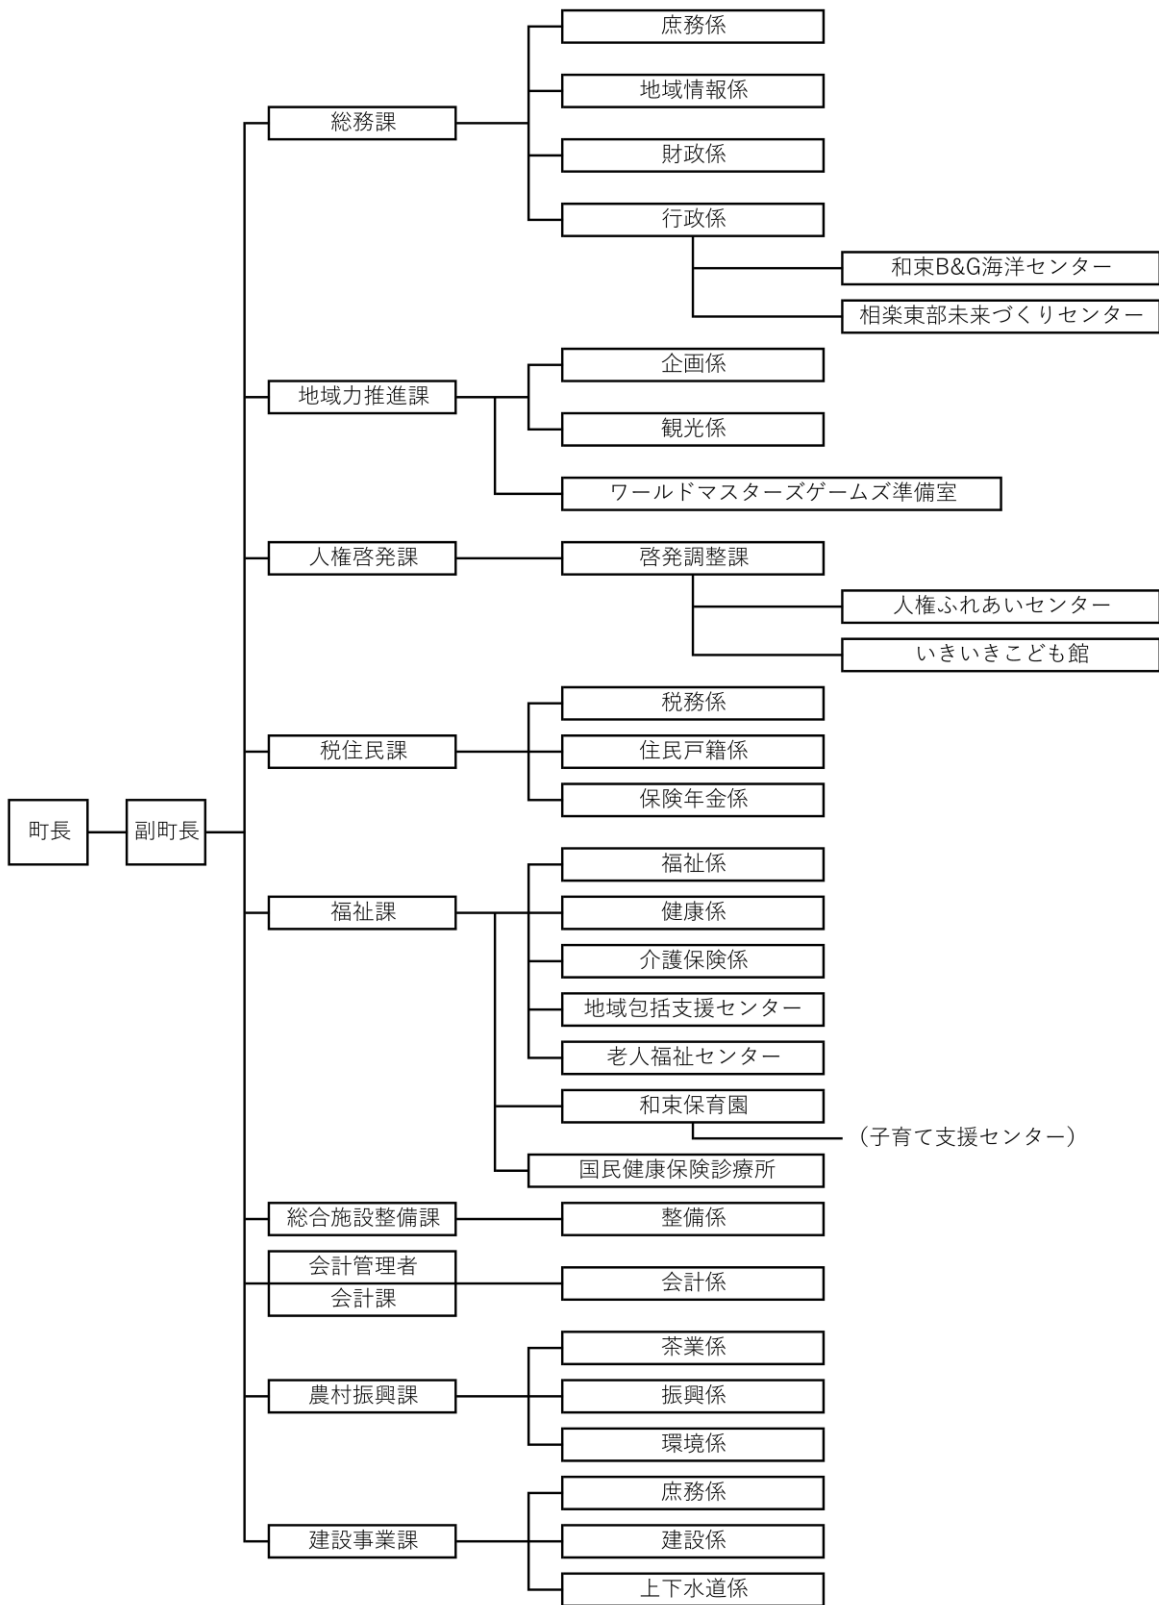 庶務係
地域情報係
総務課
財政係
行政係
和束B&G海洋センター
相楽東部未来づくりセンター
企画係
地域力推進課
観光係
ワールドマスターズゲームズ準備室
人権啓発課
啓発調整課
人権ふれあいセンター
いきいきこども館
税務係
税住民課
住民戸籍係
保険年金係
町長
副町長
福祉係
福祉課
健康係
介護保険係
地域包括支援センター
老人福祉センター
和束保育園
（子育て支援センター）
国民健康保険診療所
総合施設整備課
整備係
会計管理者
会計課
会計係
茶業係
農村振興課
振興係
環境係
庶務係
建設事業課
建設係
上下水道係